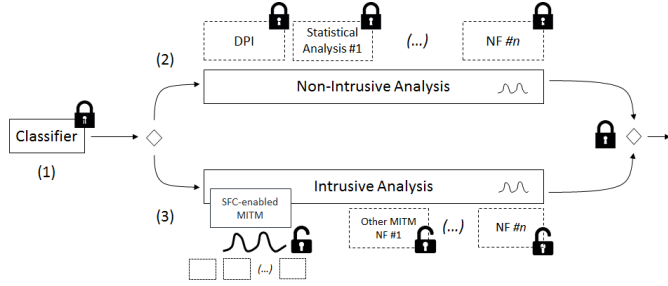 DPI
Statistical
Analysis #1
(...)
NF #n
(2)
Non-Intrusive Analysis
Classifier
(1)
Intrusive Analysis
(3)
SFC-enabled
MITM
Other MITM
NF #1
(...)
NF #n
(...)